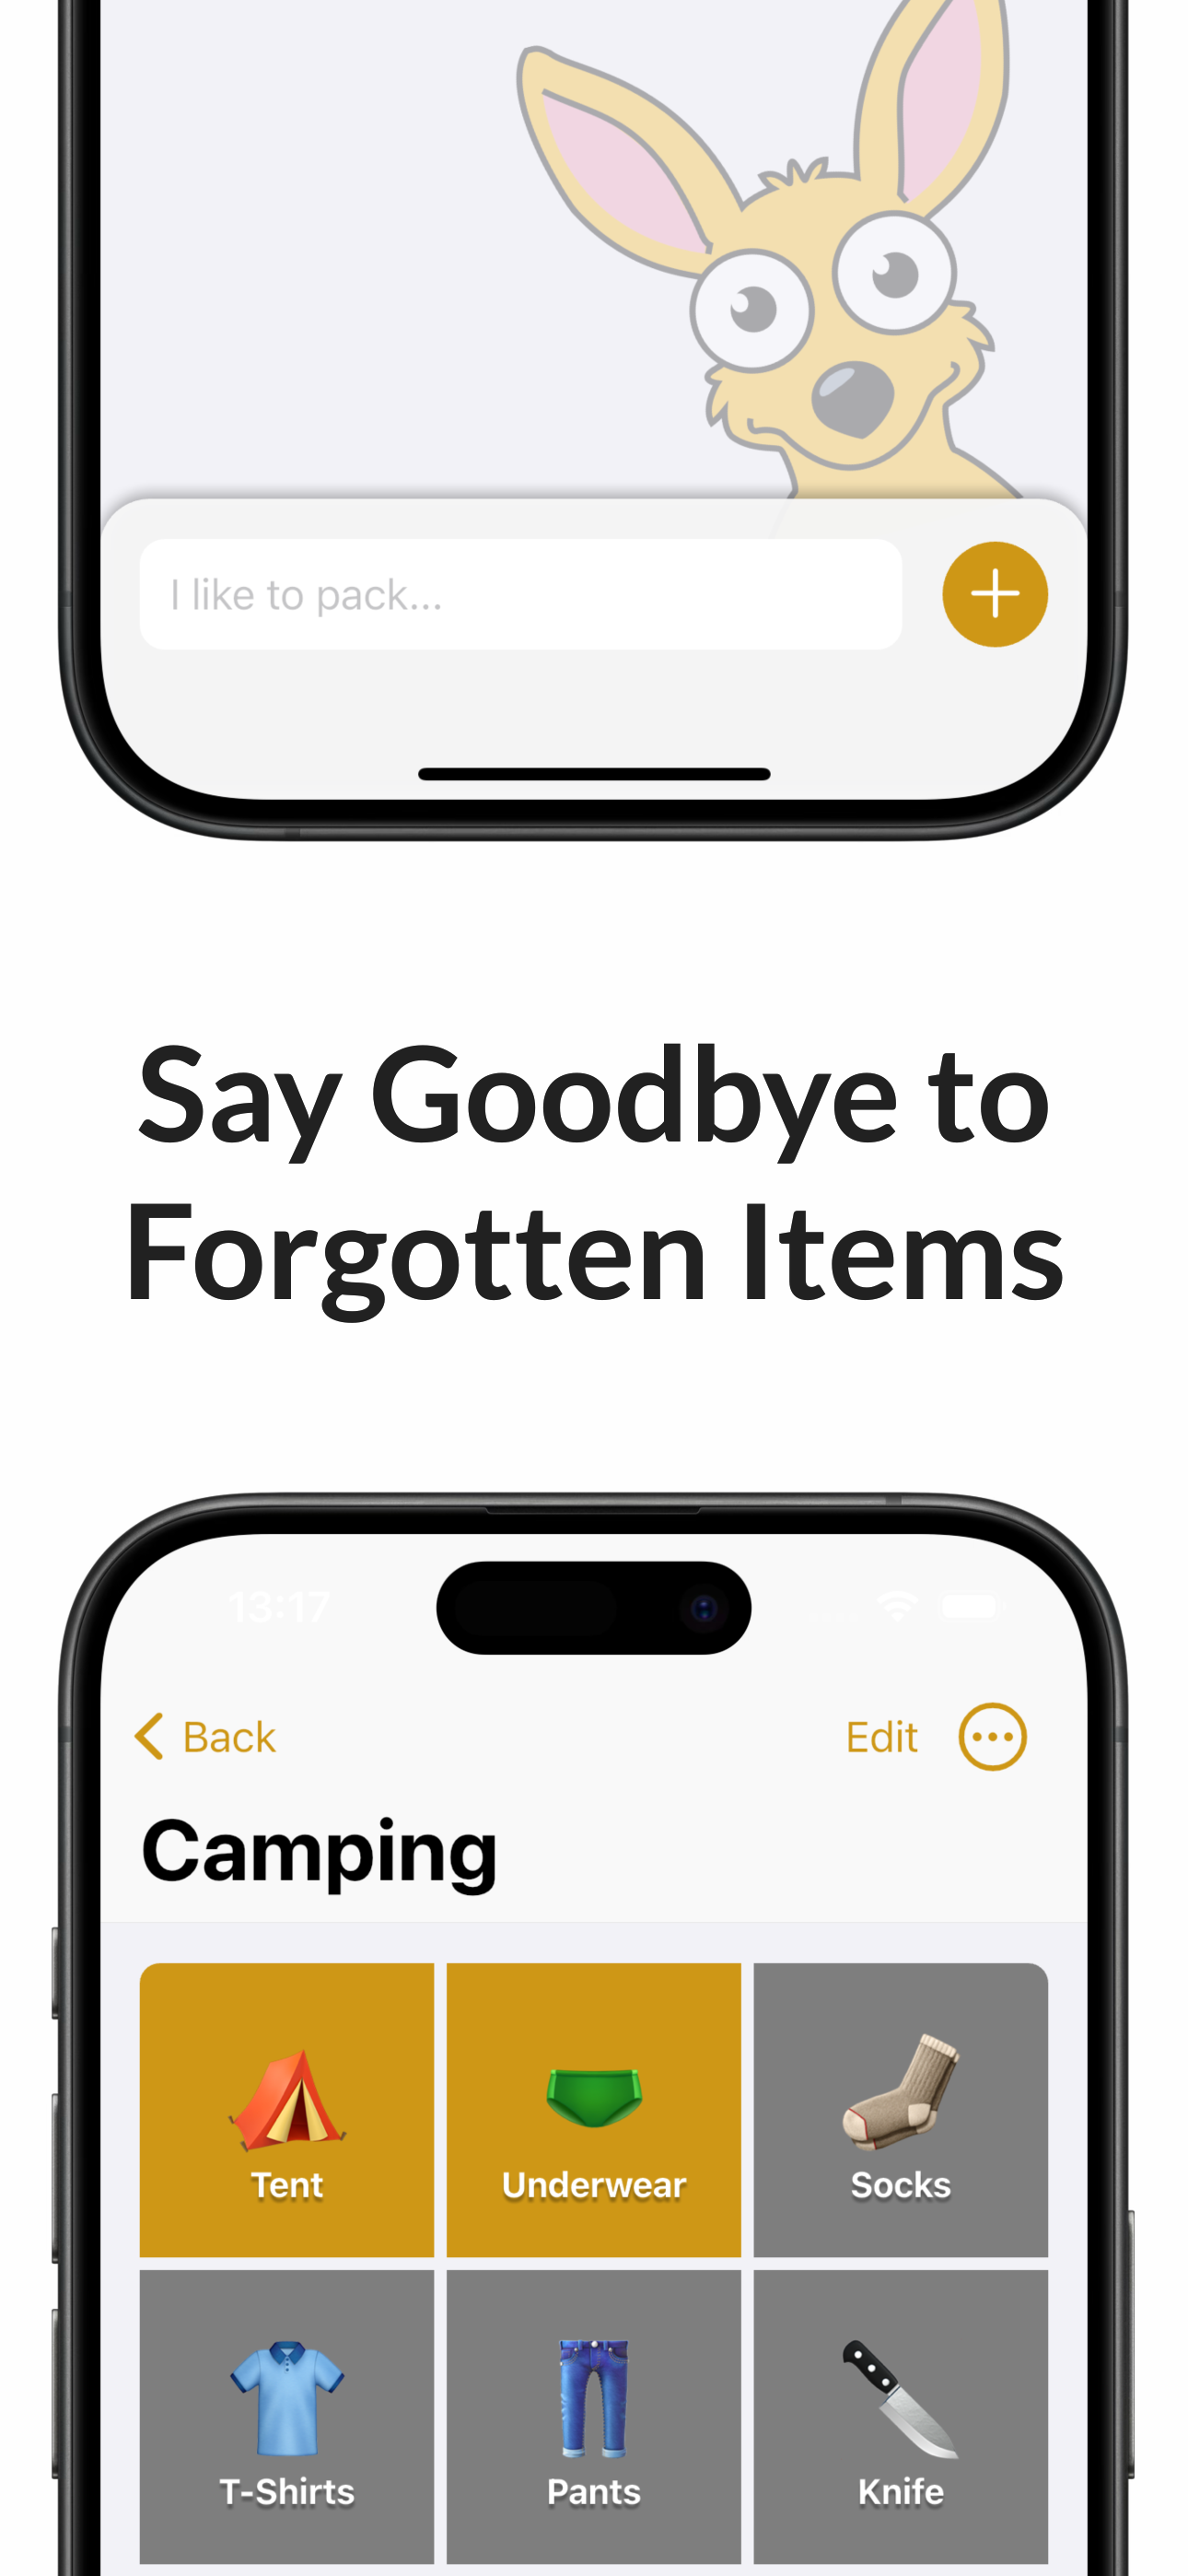 I like to pack...
Say Goodbye to
Forgotten Items
13:17
Back
Edit
Camping
Tent
Underwear
Socks
T-Shirts
Pants
Knife